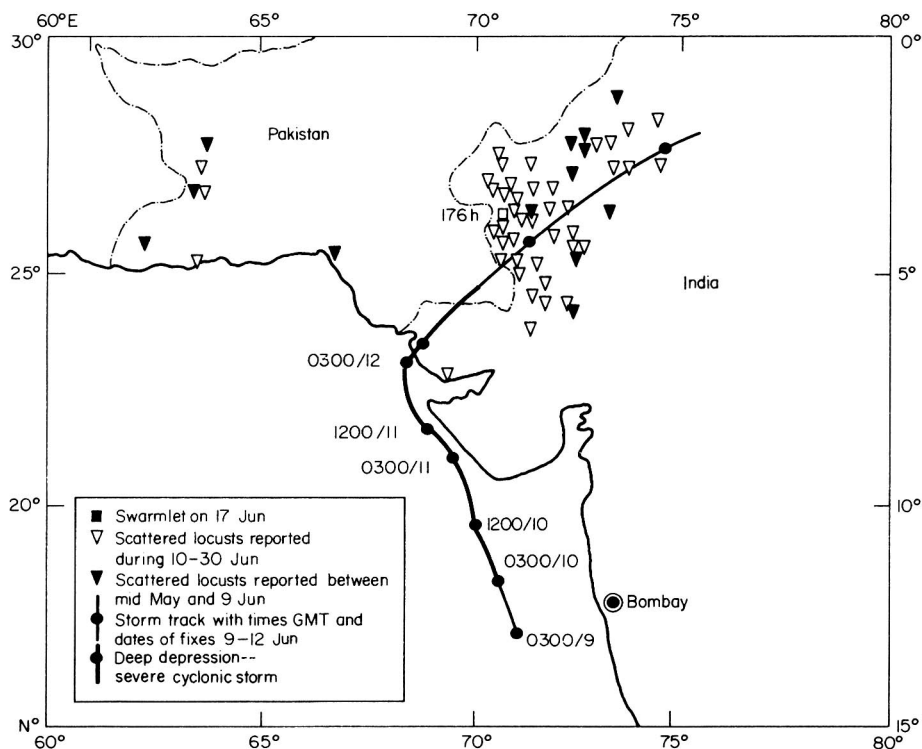 60°E 65° 70° 75° 80°
30° 0°
Pakistan
176h
25° 5°
India
0300/12
1200/11
0300/11
20° 10°
1200/10
0300/10
Bombay
0300/9
Swarmlet on 17 Jun
Scattered locusts reported
during 10-30 Jun
Scattered locusts reported between
mid May and 9 Jun
Storm track with times GMT and
dates of fixes 9-12 Jun
Deep depression--
severe cyclonic storm
N° 15°
60° 65° 70° 75° 80°